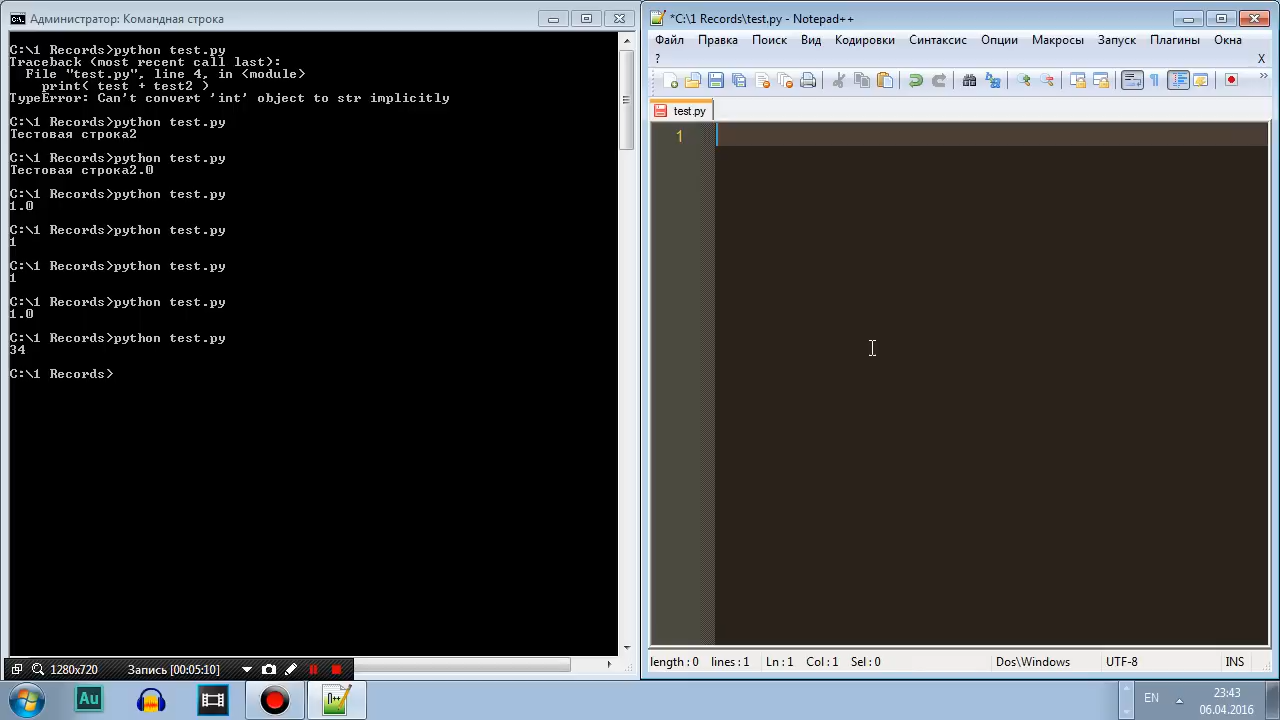 Администратор: Командная строка
C:\1 Records>python test.py
Traceback (most recent call last):
  File "test.py", line 4, in <module>
    print( test + test2 )
TypeError: Can't convert 'int' object to str implicitly
C:\1 Records>python test.py
Тестовая строка2
C:\1 Records>python test.py
Тестовая строка2.0
C:\1 Records>python test.py
1.0
C:\1 Records>python test.py
1
C:\1 Records>python test.py
1
C:\1 Records>python test.py
1.0
C:\1 Records>python test.py
34
C:\1 Records>
1280x720 Запись [00:05:10]
*C:\1 Records\test.py - Notepad++
Файл Правка Поиск Вид Кодировки Синтаксис Опции Макросы Запуск Плагины Окна
? X
test.py
1
length : 0 lines : 1 Ln : 1 Col : 1 Sel : 0 Dos\Windows UTF-8 INS
Au
EN
23:43
06.04.2016